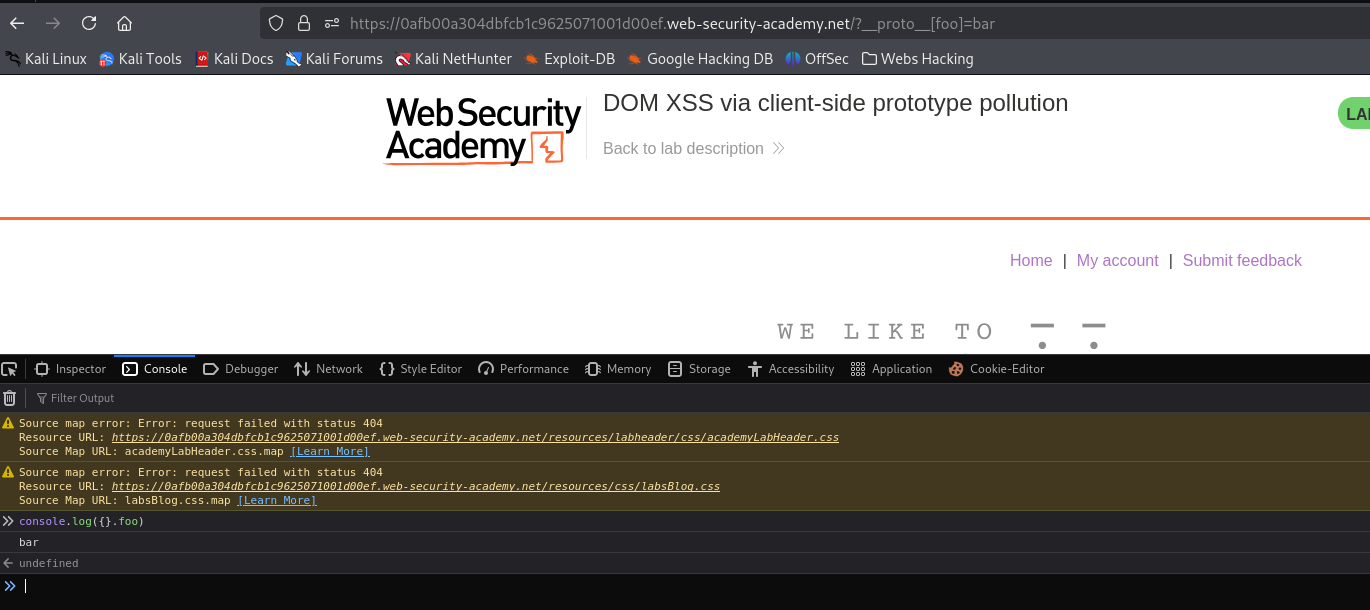 https://0afb00a304dbfcb1c9625071001d00ef.web-security-academy.net/?__proto__[foo]=bar
Kali Linux Kali Tools Kali Docs Kali Forums Kali NetHunter Exploit-DB Google Hacking DB OffSec Webs Hacking
WebSecurity
Academy
DOM XSS via client-side prototype pollution
LA
Back to lab description
Home | My account | Submit feedback
WE LIKE TO
Inspector Console Debugger Network Style Editor Performance Memory Storage Accessibility Application Cookie-Editor
Filter Output
Source map error: Error: request failed with status 404
Resource URL: https://0afb00a304dbfcb1c9625071001d00ef.web-security-academy.net/resources/labheader/css/academyLabHeader.css
Source Map URL: academyLabHeader.css.map [Learn More]
Source map error: Error: request failed with status 404
Resource URL: https://0afb00a304dbfcb1c9625071001d00ef.web-security-academy.net/resources/css/labsBlog.css
Source Map URL: labsBlog.css.map [Learn More]
console.log({}.foo)
bar
undefined